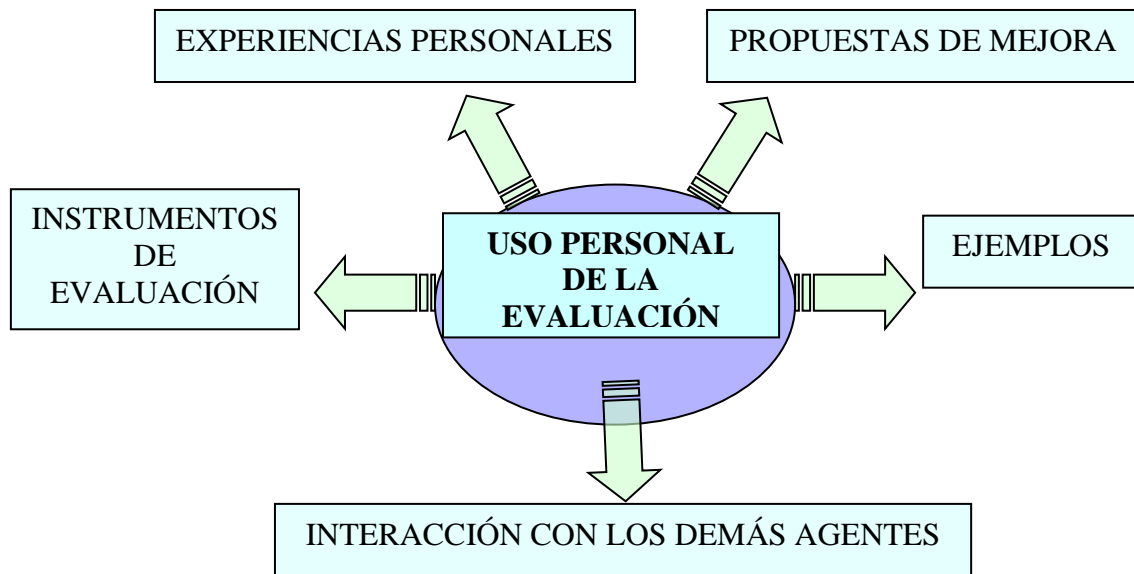 EXPERIENCIAS PERSONALES
PROPUESTAS DE MEJORA
INSTRUMENTOS
DE
EVALUACIÓN
USO PERSONAL
DE LA
EVALUACIÓN
EJEMPLOS
INTERACCIÓN CON LOS DEMÁS AGENTES